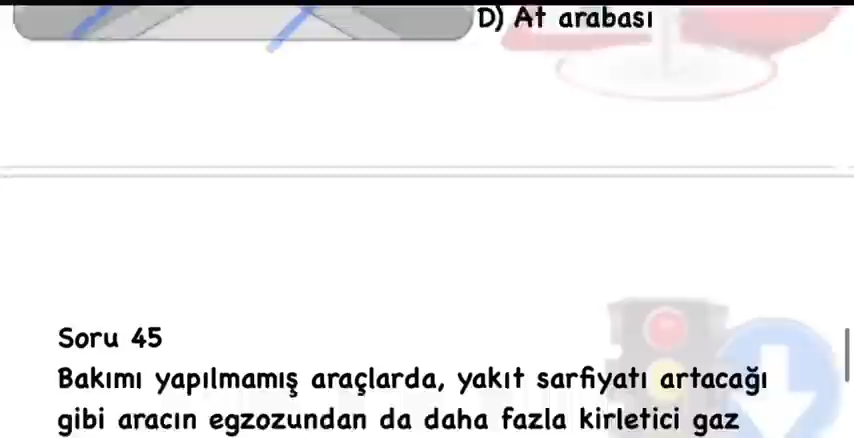 D) At arabası
Soru 45
Bakımı yapılmamış araçlarda, yakıt sarfiyatı artacağı
gibi aracın egzozundan da daha fazla kirletici gaz